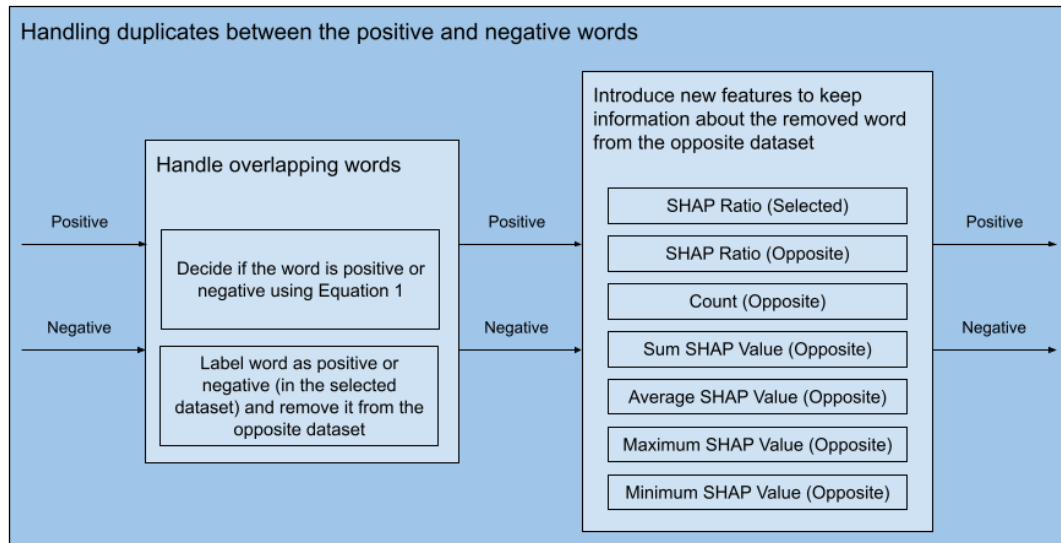 Handling duplicates between the positive and negative words
Handle overlapping words
Positive
Negative
Decide if the word is positive or
negative using Equation 1
Label word as positive or
negative (in the selected
dataset) and remove it from the
opposite dataset
Positive
Negative
Introduce new features to keep
information about the removed word
from the opposite dataset
SHAP Ratio (Selected)
SHAP Ratio (Opposite)
Count (Opposite)
Sum SHAP Value (Opposite)
Average SHAP Value (Opposite)
Maximum SHAP Value (Opposite)
Minimum SHAP Value (Opposite)
Positive
Negative